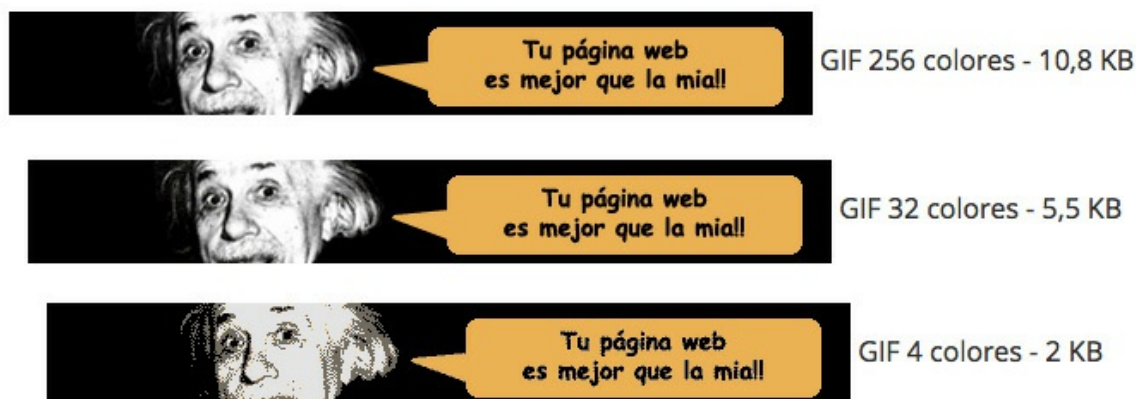 Tu página web
es mejor que la mia!!
GIF 256 colores - 10,8 KB
Tu página web
es mejor que la mia!!
GIF 32 colores - 5,5 KB
Tu página web
es mejor que la mia!!
GIF 4 colores - 2 KB